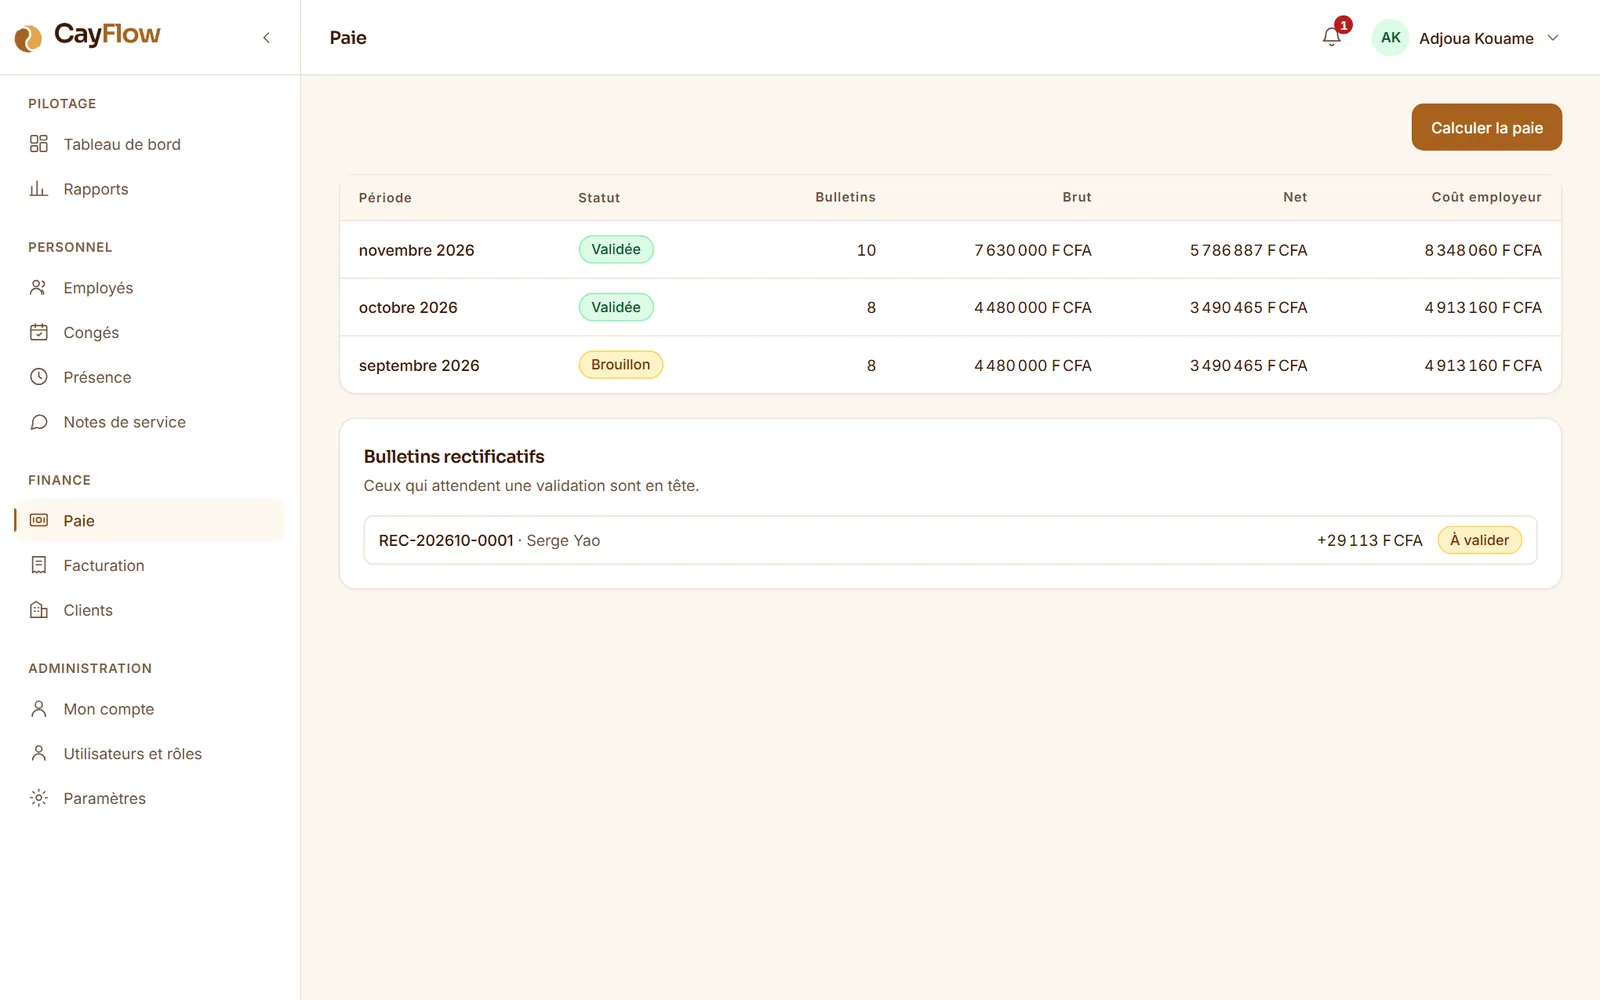 CayFlow
Paie
1
AK
Adjoua Kouame
PILOTAGE
Tableau de bord
Rapports
PERSONNEL
Employés
Congés
Présence
Notes de service
FINANCE
Paie
Facturation
Clients
ADMINISTRATION
Mon compte
Utilisateurs et rôles
Paramètres
Calculer la paie
Période Statut Bulletins Brut Net Coût employeur
novembre 2026 Validée 10 7 630 000 F CFA 5 786 887 F CFA 8 348 060 F CFA
octobre 2026 Validée 8 4 480 000 F CFA 3 490 465 F CFA 4 913 160 F CFA
septembre 2026 Brouillon 8 4 480 000 F CFA 3 490 465 F CFA 4 913 160 F CFA
Bulletins rectificatifs
Ceux qui attendent une validation sont en tête.
REC-202610-0001 · Serge Yao +29 113 F CFA À valider